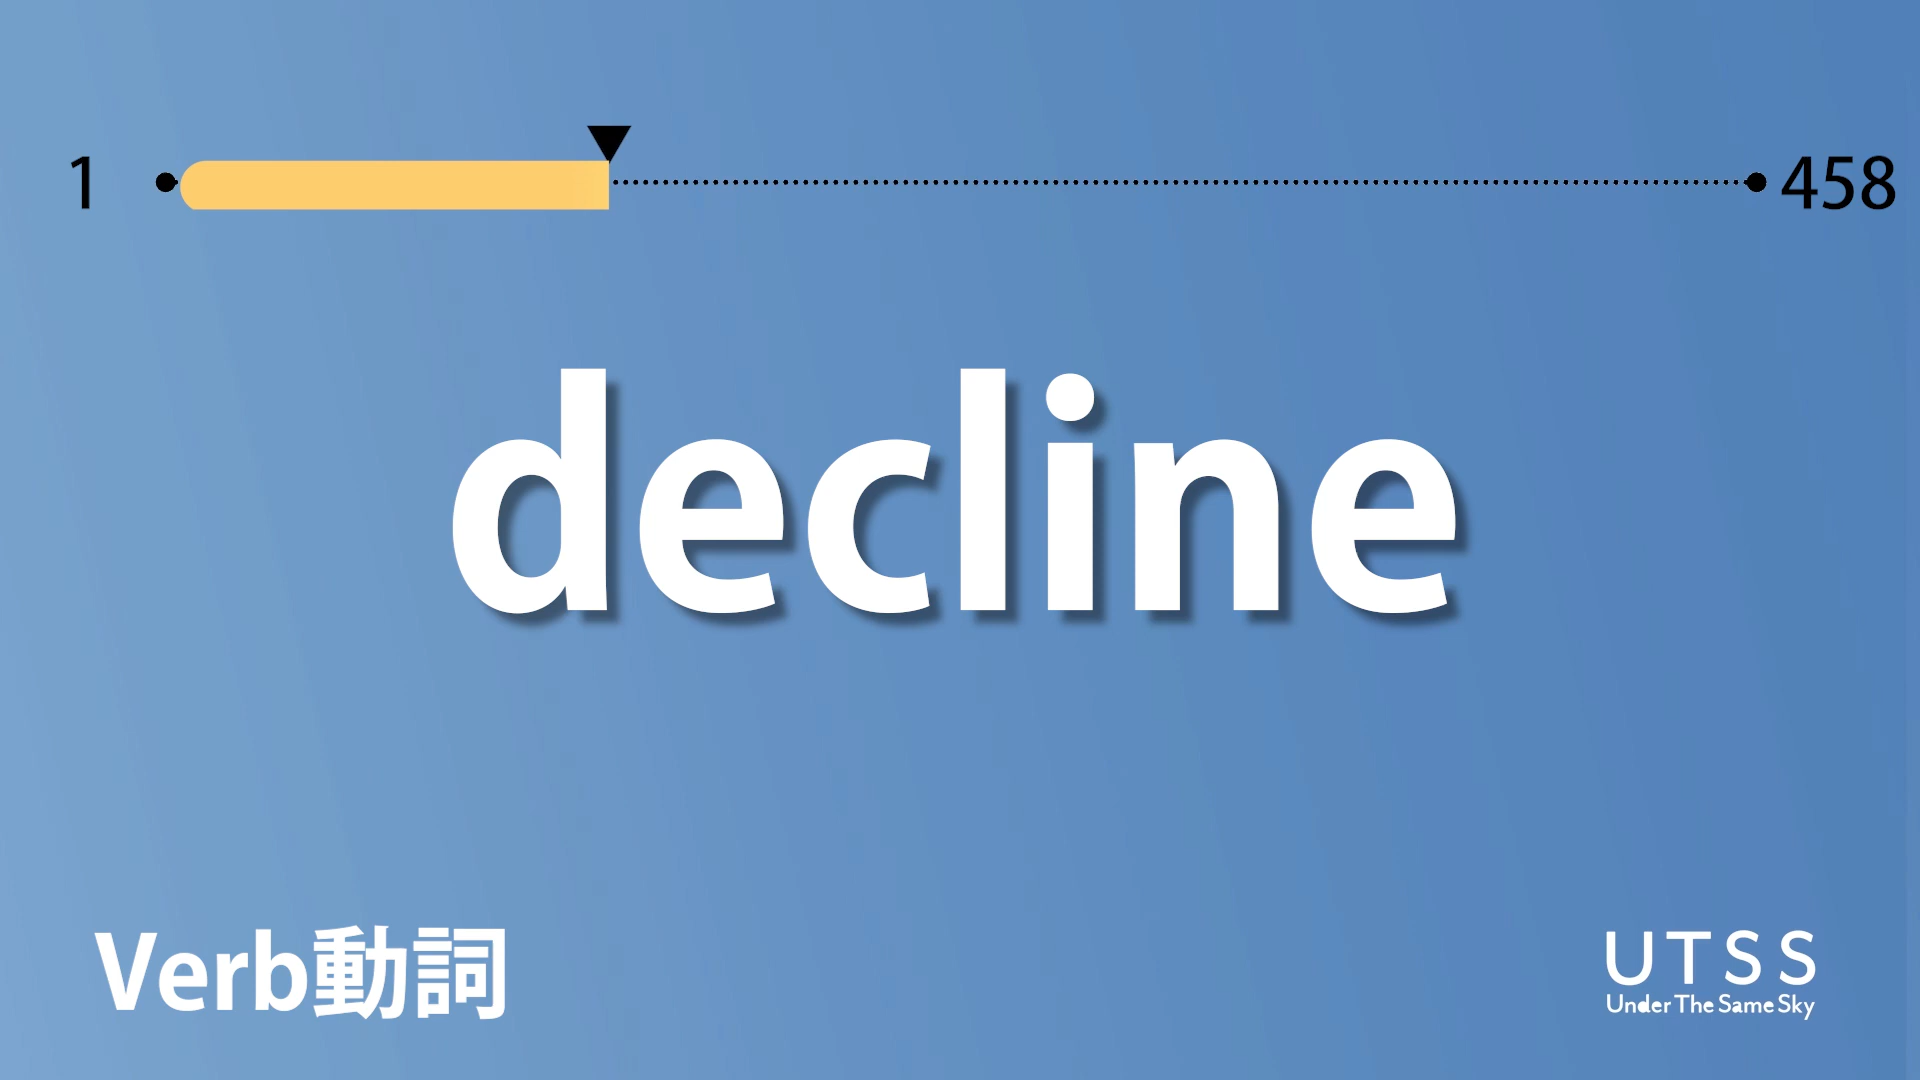 1
458
decline
Verb動詞
UTSS
Under The Same Sky